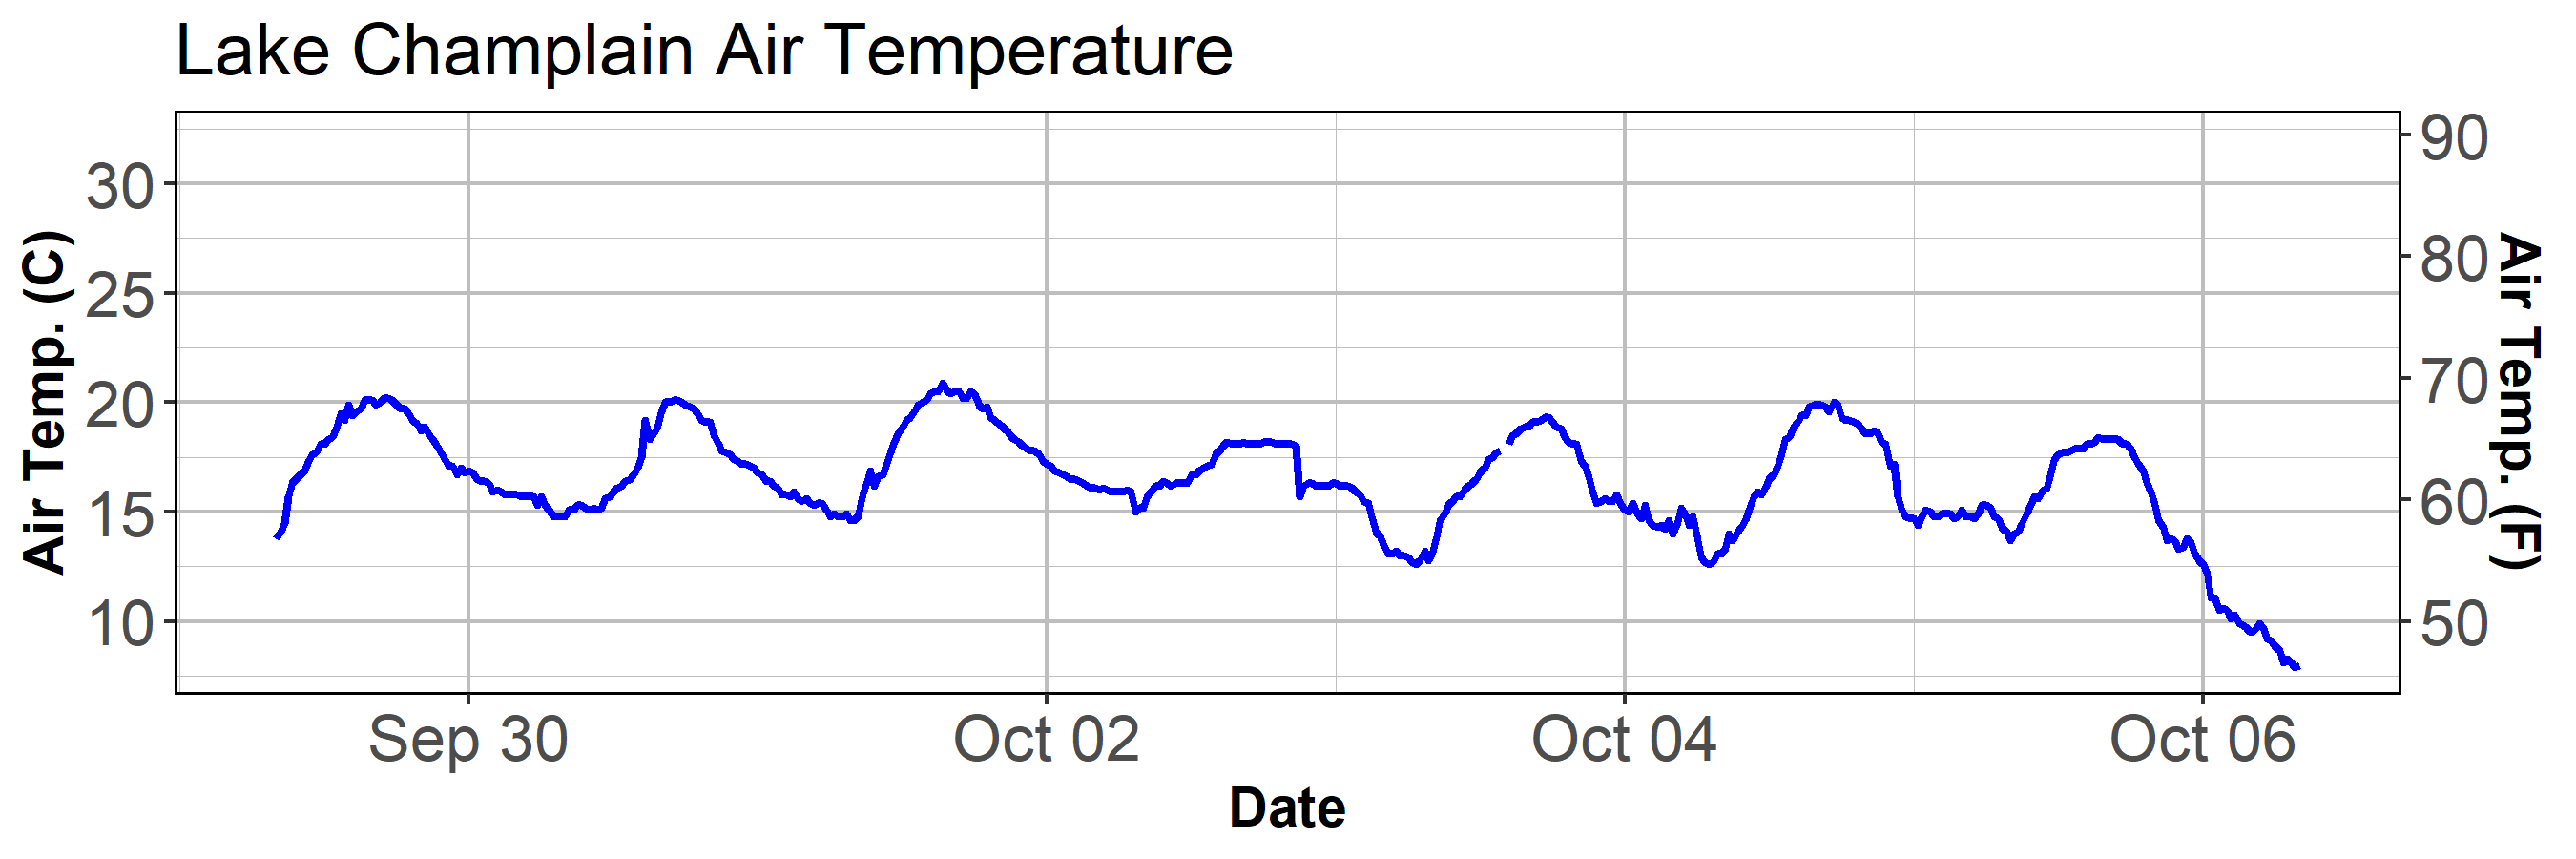 Lake Champlain Air Temperature
Air Temp. (C)
30
25
20
15
10
90
80
70
60
50
Air Temp. (F)
Sep 30
Oct 02
Oct 04
Oct 06
Date